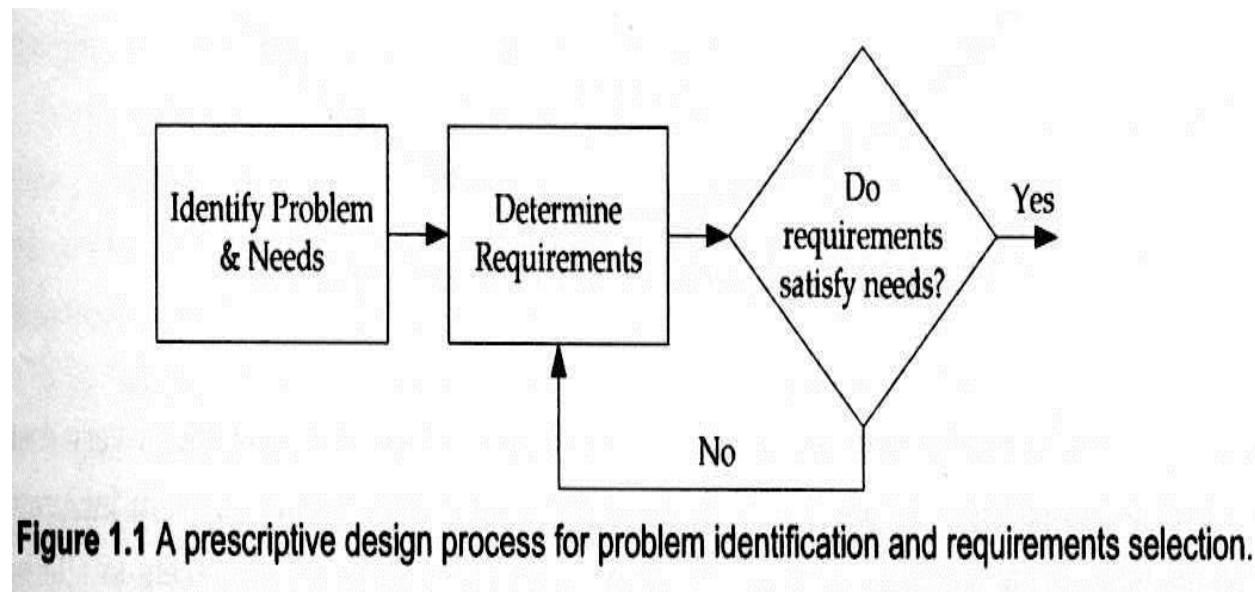 Identify Problem
& Needs
Determine
Requirements
Do
requirements
satisfy needs?
Yes
No
Figure 1.1 A prescriptive design process for problem identification and requirements selection.